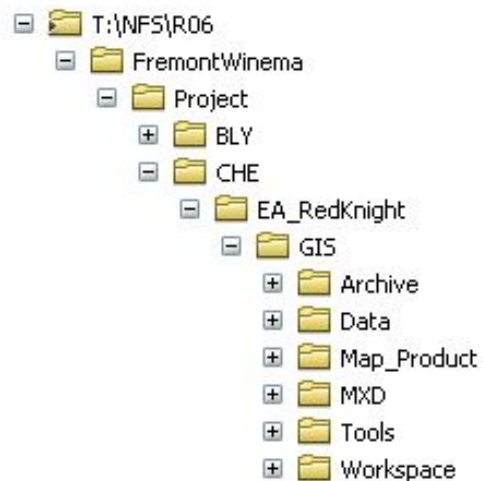 T:\NFS\R06
FremontWinema
Project
BLY
CHE
EA_RedKnight
GIS
Archive
Data
Map_Product
MXD
Tools
Workspace